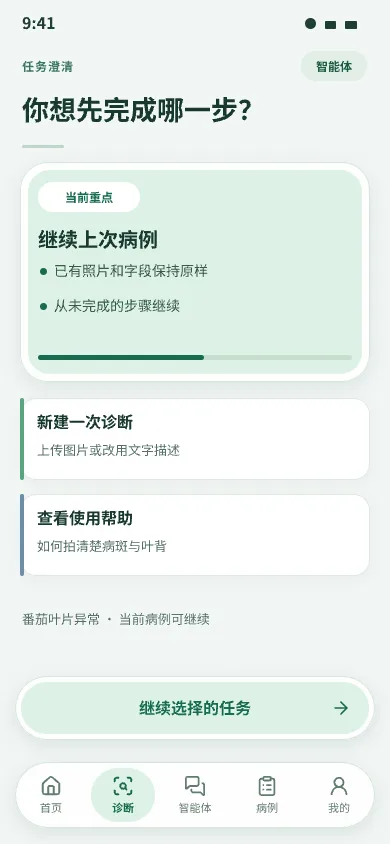 9:41
任务澄清
智能体
你想先完成哪一步?
当前重点
继续上次病例
已有照片和字段保持原样
从未完成的步骤继续
新建一次诊断
上传图片或改用文字描述
查看使用帮助
如何拍清楚病斑与叶背
番茄叶片异常 · 当前病例可继续
继续选择的任务
首页
诊断
智能体
病例
我的